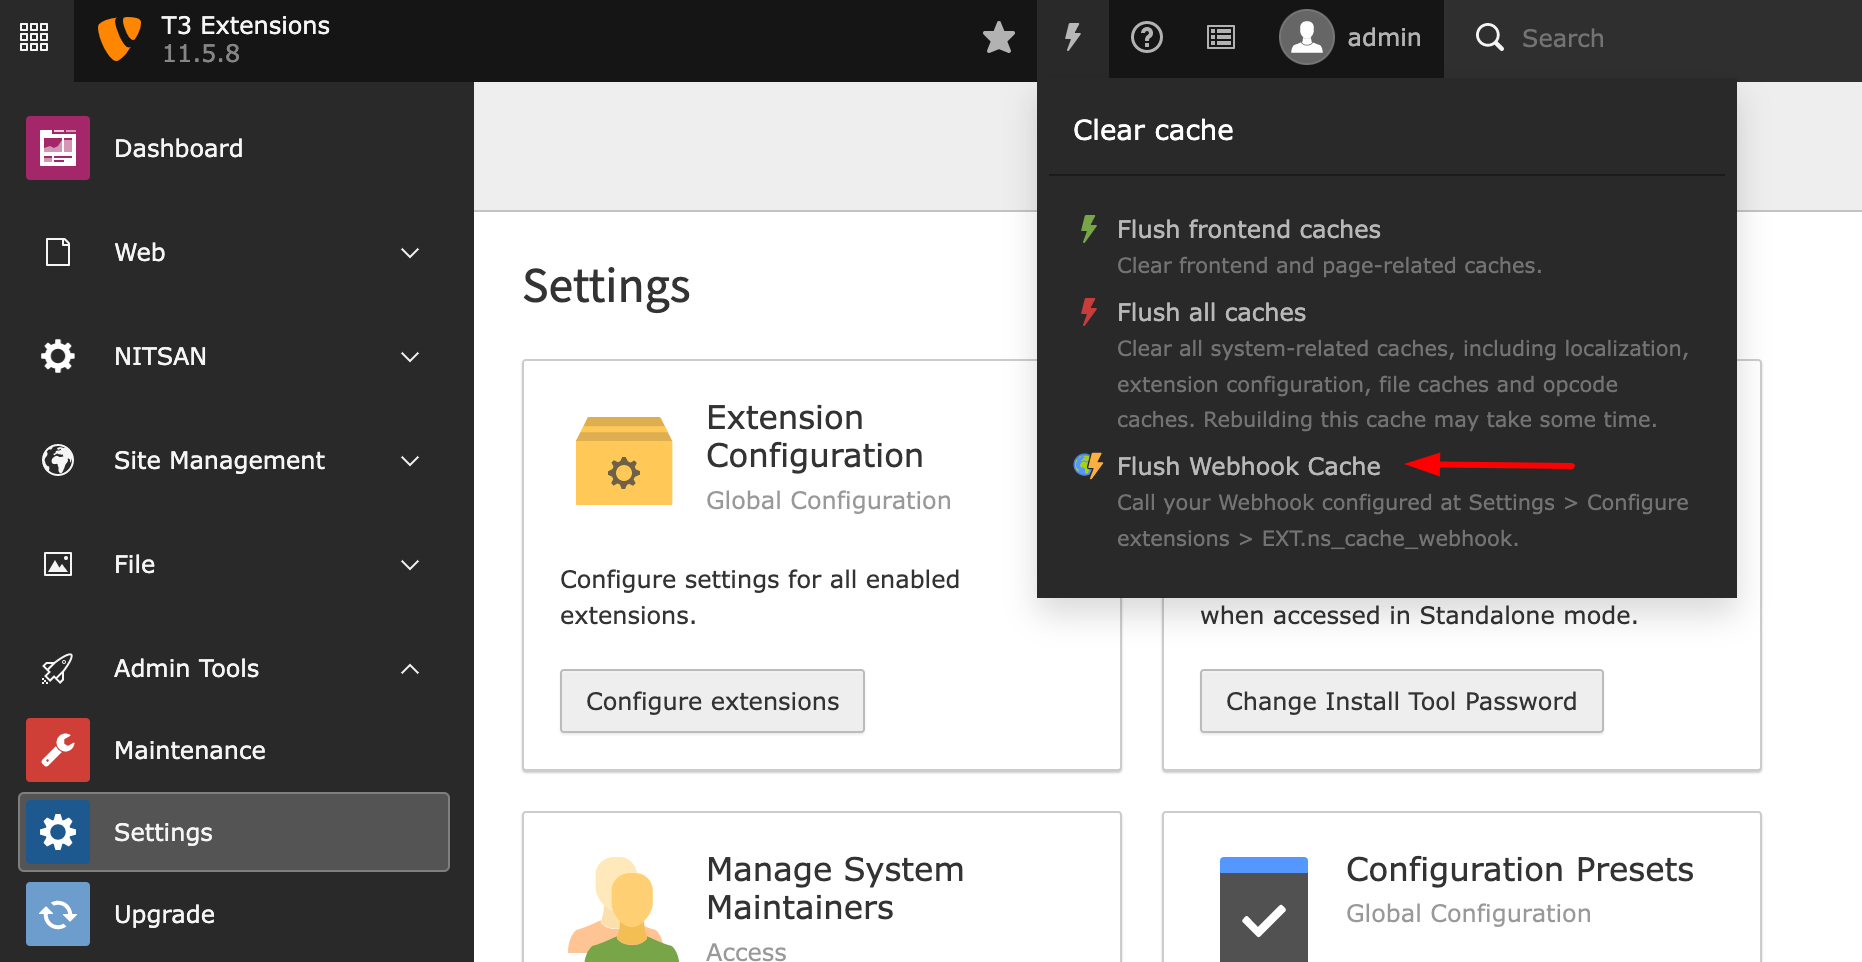 T3 Extensions
11.5.8
admin
Search
Clear cache
Flush frontend caches
Clear frontend and page-related caches.
Flush all caches
Clear all system-related caches, including localization,
extension configuration, file caches and opcode
caches. Rebuilding this cache may take some time.
Flush Webhook Cache
Call your Webhook configured at Settings > Configure
extensions > EXT.ns_cache_webhook.
Dashboard
Web
NITSAN
Site Management
File
Admin Tools
Maintenance
Settings
Upgrade
Settings
Extension
Configuration
Global Configuration
Configure settings for all enabled
extensions.
Configure extensions
when accessed in Standalone mode.
Change Install Tool Password
Manage System
Maintainers
Access
Configuration Presets
Global Configuration